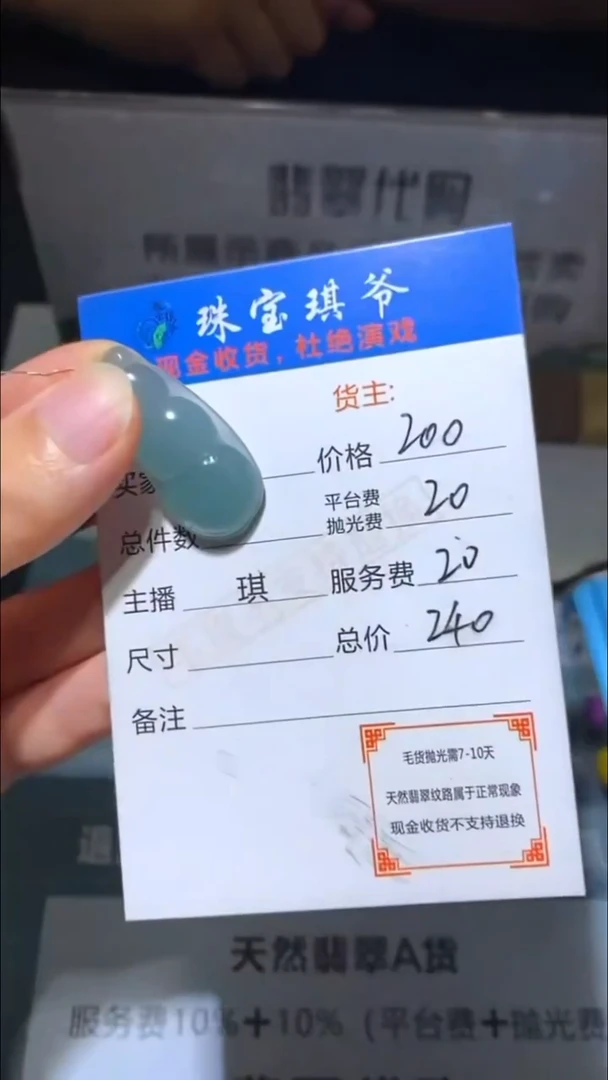 翡翠代购
珠宝琪爷
现金收货，杜绝演戏
货主:
买家
价格 200
平台费
抛光费 20
总件数
主播 琪 服务费 20
尺寸 总价 240
备注
毛货抛光需7-10天
天然翡翠纹路属于正常现象
现金收货不支持退换
天然翡翠A货
服务费10%+10%（平台费+抛光费